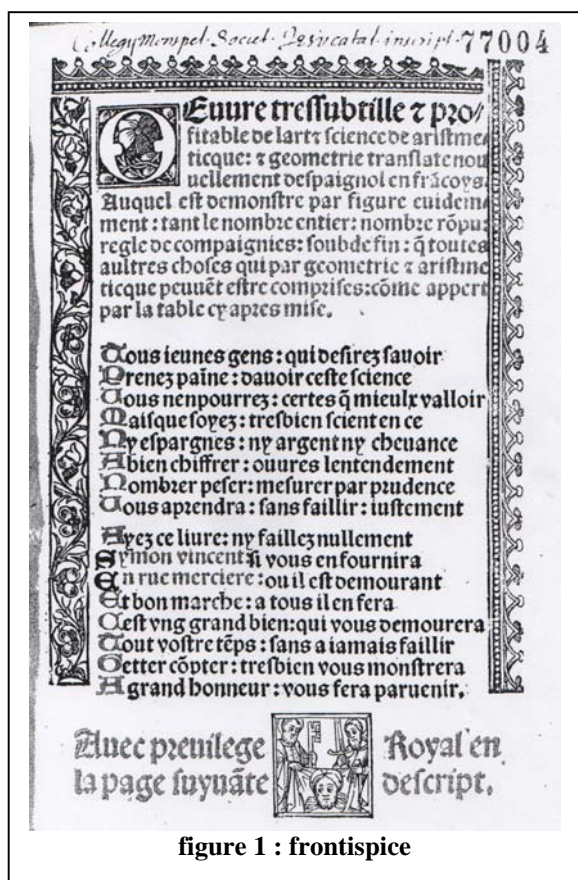 Collegij Monspel. Societ. Jesu catal. inscript. 77004
Oeuure tressubtille ⁊ pro/
fitable de lart ⁊ science de aristme/
ticque: ⁊ geometrie translate nou
uellement despaignol en frãcoys.
Auquel est demonstre par figure euidem/
ment: tant le nombre entier: nombre rõpu:
regle de compaignies: soubdefin: q̃ toutes
aultres choses qui par geometrie ⁊ aristme
ticque peuuẽt estre comprises: cõme appert
par la table cy apres mise.
Vous ieunes gens: qui desirez sauoir
Prenez païne: dauoir ceste science
Vous nen pourrez: certes q̃ mieulx valloir
Mais que soyez: tresbien scient en ce
Ny espargnes: ny argent ny cheuance
A bien chiffrer: ouures lentendement
Nombrer peser: mesurer par prudence
Vous aprendra: sans faillir: iustement
Ayez ce liure: ny faillez nullement
Symon vincent si vous en fournira
En rue merciere: ou il est demourant
Et bon marche: a tous il en fera
Cest vng grand bien: qui vous demourera
Tout vostre tẽps: sans a iamais faillir
Getter cõpter: tresbien vous monstrera
A grand honneur: vous fera paruenir.
Auec preuilege Royal en
la page suyuãte descript.
figure 1 : frontispice